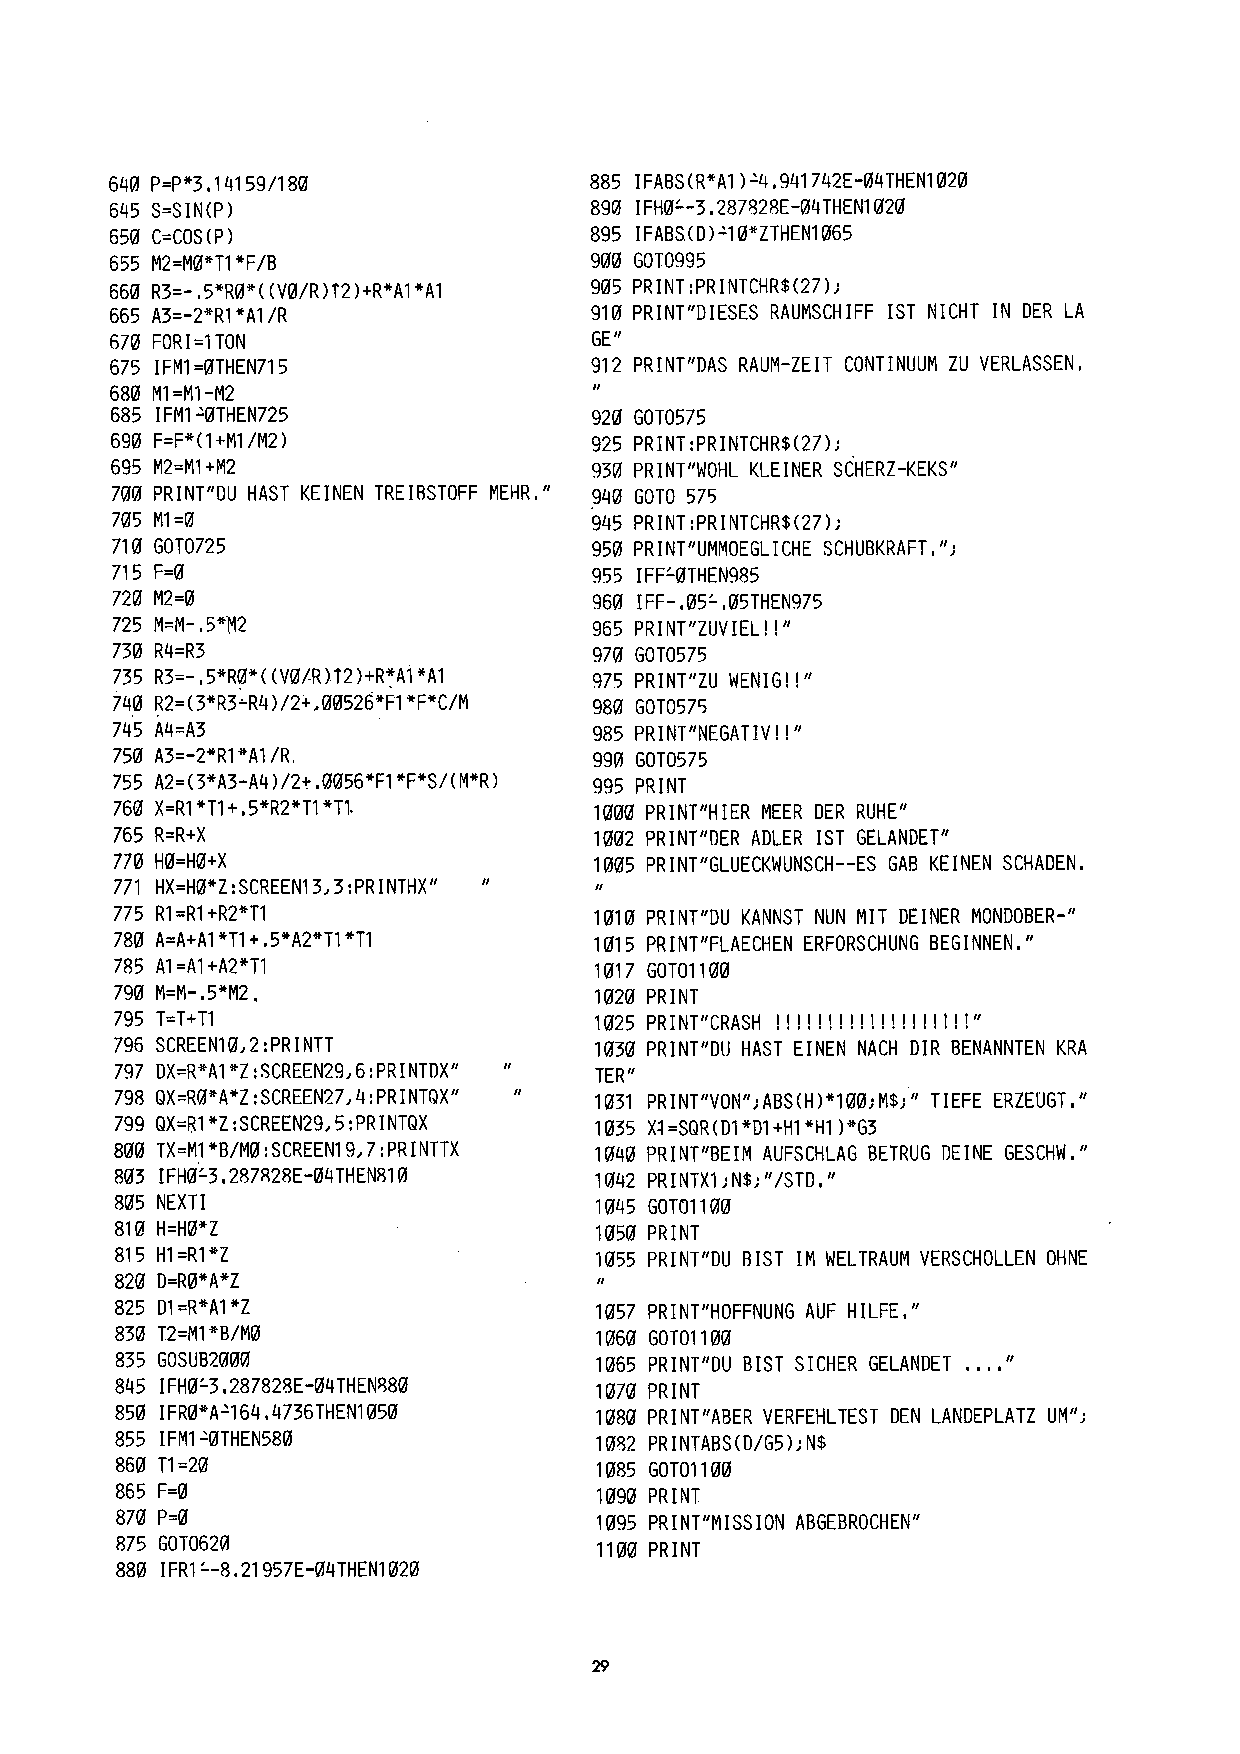 640 P=P*3.14159/180
645 S=SIN(P)
650 C=COS(P)
655 M2=M0*T1*F/B
660 R3=-.5*R0*((V0/R)↑2)+R*A1*A1
665 A3=-2*R1*A1/R
670 FORI=1TON
675 IFM1=0THEN715
680 M1=M1-M2
685 IFM1>0THEN725
690 F=F*(1+M1/M2)
695 M2=M1+M2
700 PRINT"DU HAST KEINEN TREIBSTOFF MEHR."
705 M1=0
710 GOTO725
715 F=0
720 M2=0
725 M=M-.5*M2
730 R4=R3
735 R3=-.5*R0*((V0/R)↑2)+R*A1*A1
740 R2=(3*R3-R4)/2+.00526*F1*F*C/M
745 A4=A3
750 A3=-2*R1*A1/R
755 A2=(3*A3-A4)/2+.0056*F1*F*S/(M*R)
760 X=R1*T1+.5*R2*T1*T1
765 R=R+X
770 H0=H0+X
771 HX=H0*Z:SCREEN13,3:PRINTHX"    "
775 R1=R1+R2*T1
780 A=A+A1*T1+.5*A2*T1*T1
785 A1=A1+A2*T1
790 M=M-.5*M2
795 T=T+T1
796 SCREEN10,2:PRINTT
797 DX=R*A1*Z:SCREEN29,6:PRINTDX"    "
798 QX=R0*A*Z:SCREEN27,4:PRINTQX"     "
799 QX=R1*Z:SCREEN29,5:PRINTQX
800 TX=M1*B/M0:SCREEN19,7:PRINTTX
803 IFH0<3.287828E-04THEN810
805 NEXTI
810 H=H0*Z
815 H1=R1*Z
820 D=R0*A*Z
825 D1=R*A1*Z
830 T2=M1*B/M0
835 GOSUB2000
845 IFH0<3.287828E-04THEN880
850 IFR0*A>164.4736THEN1050
855 IFM1>0THEN580
860 T1=20
865 F=0
870 P=0
875 GOTO620
880 IFR1<-8.21957E-04THEN1020
885 IFABS(R*A1)>4.941742E-04THEN1020
890 IFH0<-3.287828E-04THEN1020
895 IFABS(D)>10*ZTHEN1065
900 GOTO995
905 PRINT:PRINTCHR$(27);
910 PRINT"DIESES RAUMSCHIFF IST NICHT IN DER LA
GE"
912 PRINT"DAS RAUM-ZEIT CONTINUUM ZU VERLASSEN.
"
920 GOTO575
925 PRINT:PRINTCHR$(27);
930 PRINT"WOHL KLEINER SCHERZ-KEKS"
940 GOTO 575
945 PRINT:PRINTCHR$(27);
950 PRINT"UMMOEGLICHE SCHUBKRAFT.";
955 IFF<0THEN985
960 IFF-.05<.05THEN975
965 PRINT"ZUVIEL!!"
970 GOTO575
975 PRINT"ZU WENIG!!"
980 GOTO575
985 PRINT"NEGATIV!!"
990 GOTO575
995 PRINT
1000 PRINT"HIER MEER DER RUHE"
1002 PRINT"DER ADLER IST GELANDET"
1005 PRINT"GLUECKWUNSCH--ES GAB KEINEN SCHADEN.
"
1010 PRINT"DU KANNST NUN MIT DEINER MONDOBER-"
1015 PRINT"FLAECHEN ERFORSCHUNG BEGINNEN."
1017 GOTO1100
1020 PRINT
1025 PRINT"CRASH !!!!!!!!!!!!!!!!!!!"
1030 PRINT"DU HAST EINEN NACH DIR BENANNTEN KRA
TER"
1031 PRINT"VON";ABS(H)*100;M$;" TIEFE ERZEUGT."
1035 X1=SQR(D1*D1+H1*H1)*G3
1040 PRINT"BEIM AUFSCHLAG BETRUG DEINE GESCHW."
1042 PRINTX1;N$;"/STD."
1045 GOTO1100
1050 PRINT
1055 PRINT"DU BIST IM WELTRAUM VERSCHOLLEN OHNE
"
1057 PRINT"HOFFNUNG AUF HILFE."
1060 GOTO1100
1065 PRINT"DU BIST SICHER GELANDET ...."
1070 PRINT
1080 PRINT"ABER VERFEHLTEST DEN LANDEPLATZ UM";
1082 PRINTABS(D/G5);N$
1085 GOTO1100
1090 PRINT
1095 PRINT"MISSION ABGEBROCHEN"
1100 PRINT
29